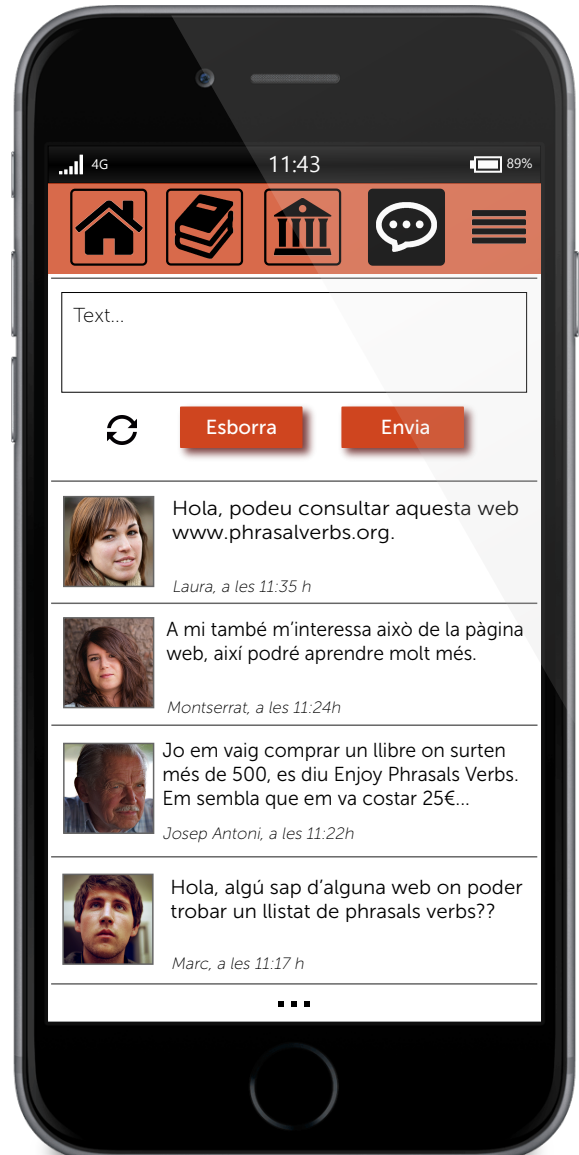 4G 11:43 89%
Text...
Esborra Envia
Hola, podeu consultar aquesta web
www.phrasalverbs.org.
Laura, a les 11:35 h
A mi també m'interessa això de la pàgina
web, així podré aprendre molt més.
Montserrat, a les 11:24h
Jo em vaig comprar un llibre on surten
més de 500, es diu Enjoy Phrasals Verbs.
Em sembla que em va costar 25€...
Josep Antoni, a les 11:22h
Hola, algú sap d'alguna web on poder
trobar un llistat de phrasals verbs??
Marc, a les 11:17 h
...